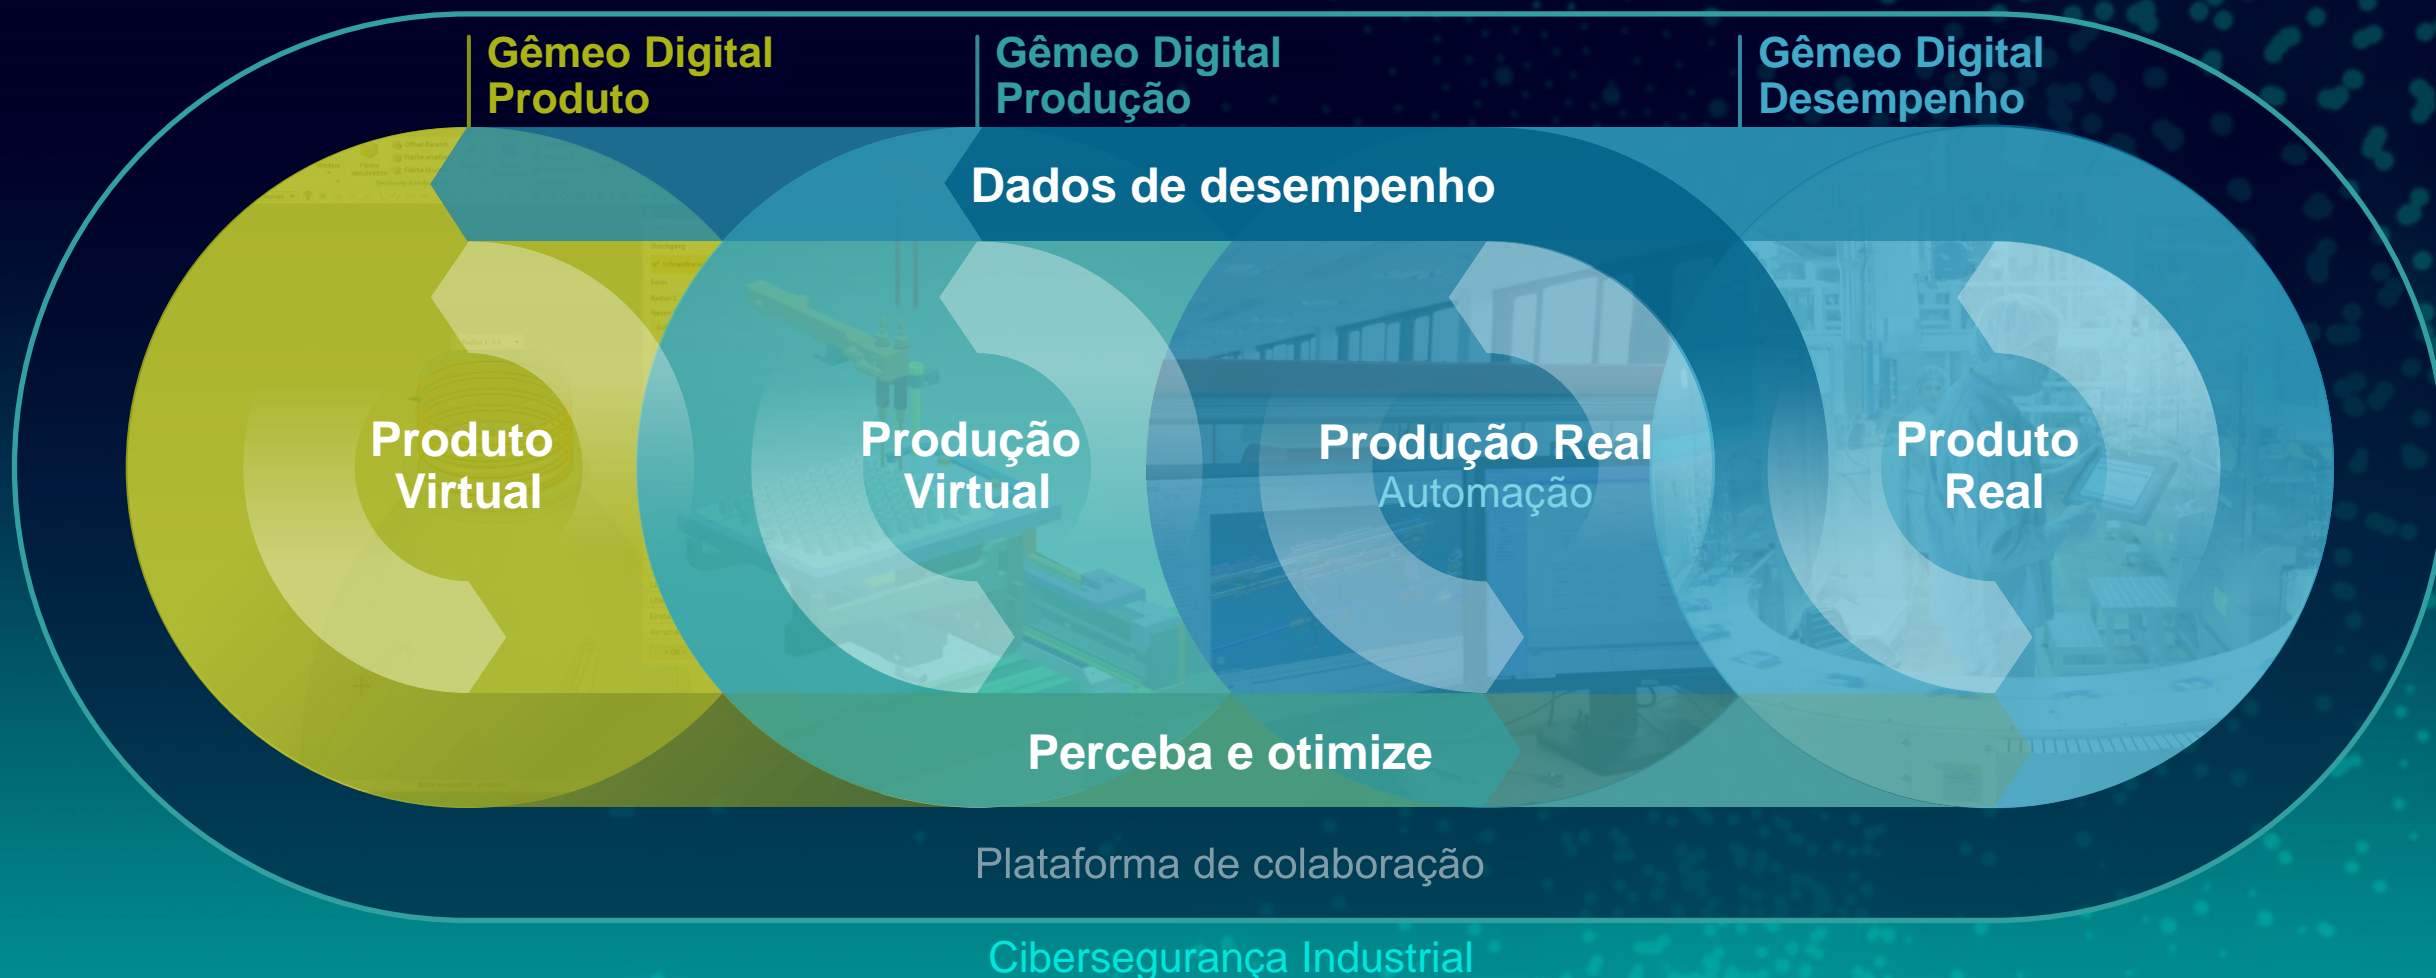 Gêmeo Digital
Produto
Gêmeo Digital
Produção
Gêmeo Digital
Desempenho
Dados de desempenho
Produto
Virtual
Produção
Virtual
Produção Real
Automação
Produto
Real
Perceba e otimize
Plataforma de colaboração
Cibersegurança Industrial